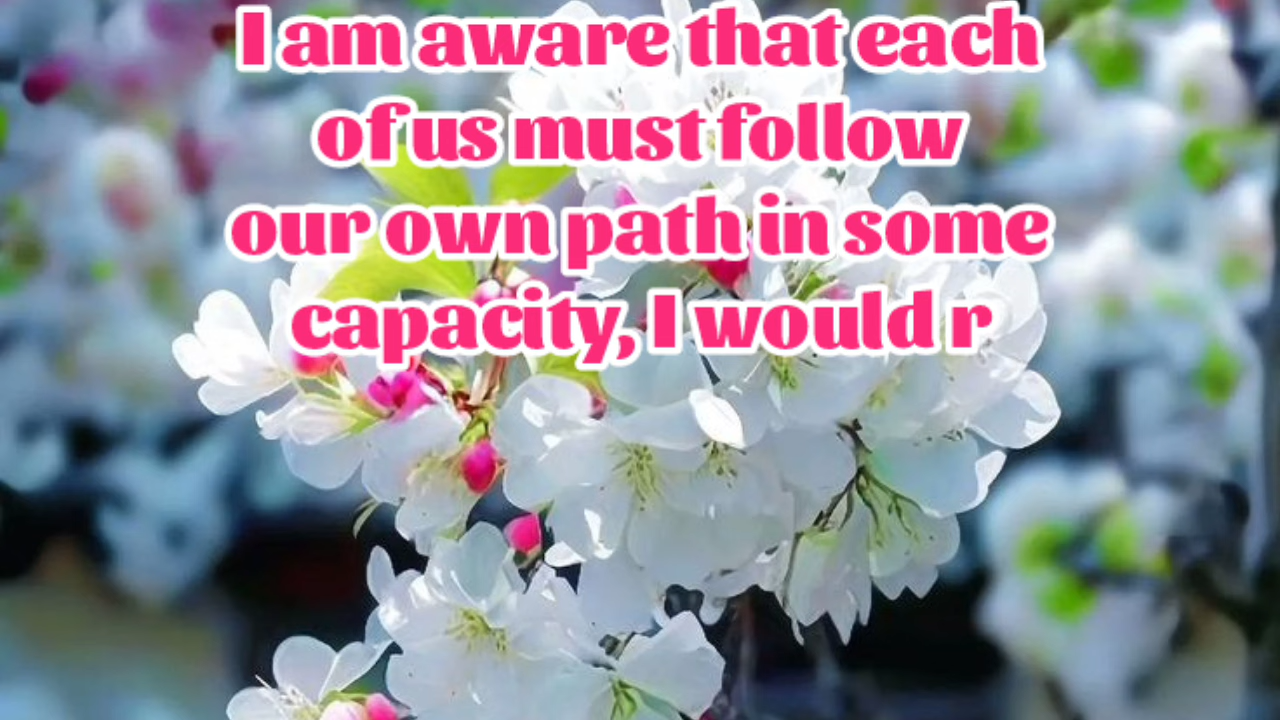 I am aware that each
of us must follow
our own path in some
capacity, I would r